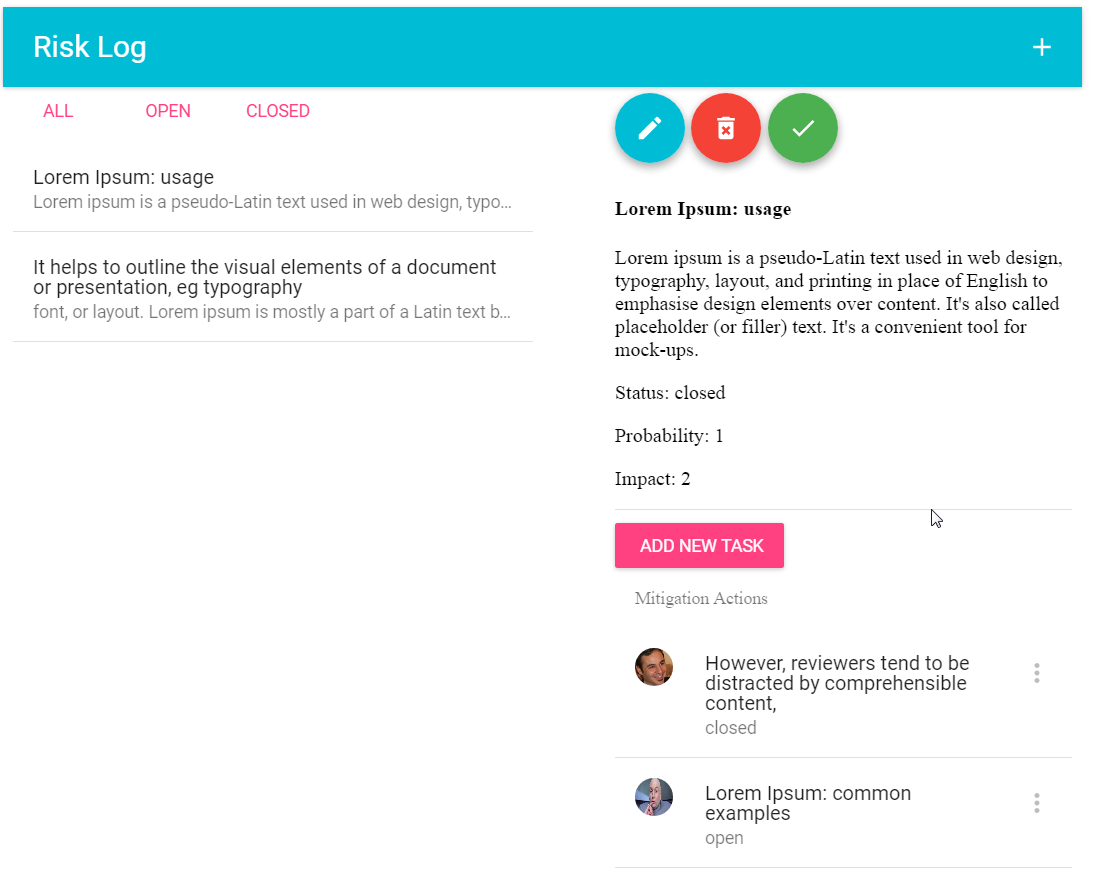 Risk Log
ALL OPEN CLOSED
Lorem Ipsum: usage
Lorem ipsum is a pseudo-Latin text used in web design, typo...
It helps to outline the visual elements of a document
or presentation, eg typography
font, or layout. Lorem ipsum is mostly a part of a Latin text b...
Lorem Ipsum: usage
Lorem ipsum is a pseudo-Latin text used in web design,
typography, layout, and printing in place of English to
emphasise design elements over content. It's also called
placeholder (or filler) text. It's a convenient tool for
mock-ups.
Status: closed
Probability: 1
Impact: 2
ADD NEW TASK
Mitigation Actions
However, reviewers tend to be
distracted by comprehensible
content,
closed
Lorem Ipsum: common
examples
open